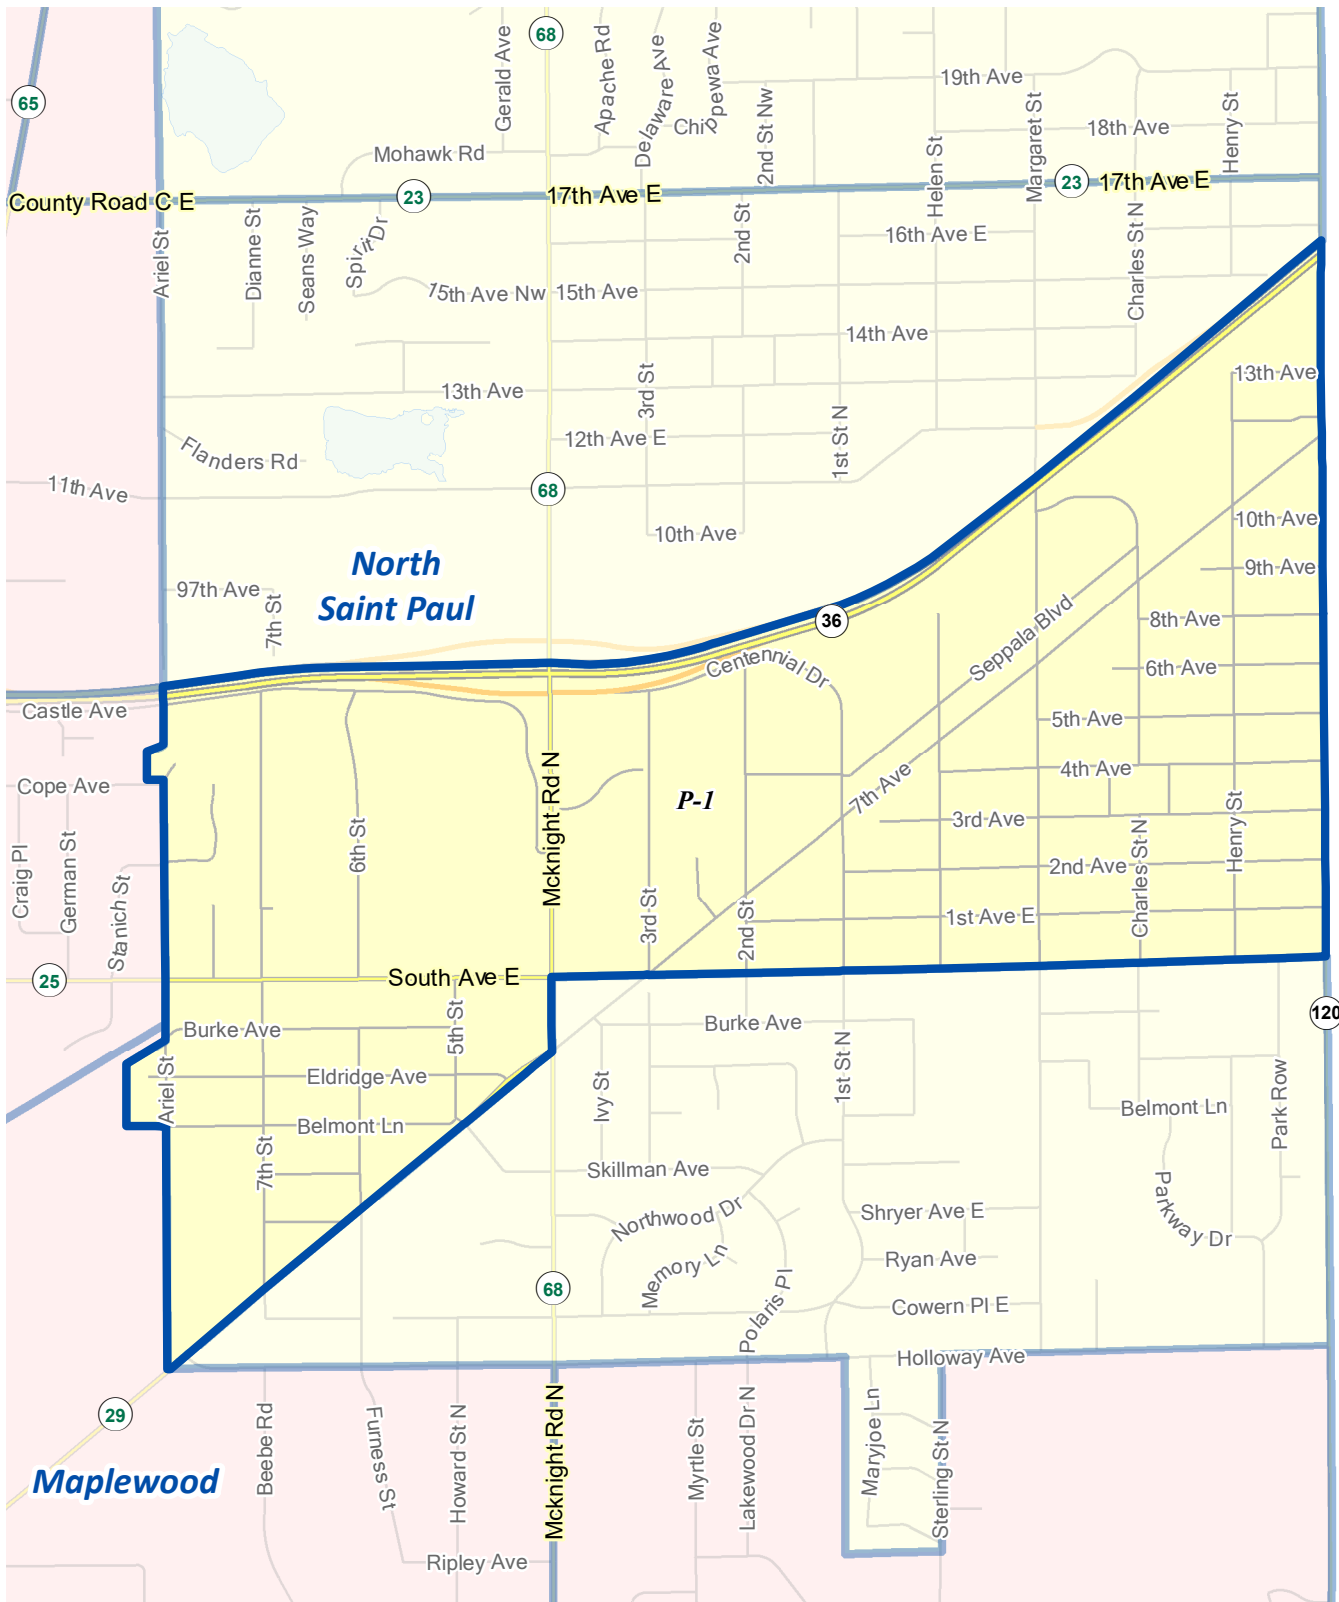 68
65
Gerald Ave
Apache Rd
Delaware Ave
Chippewa Ave
2nd St Nw
19th Ave
Margaret St
18th Ave
Henry St
Helen St
Mohawk Rd
County Road C E
23
17th Ave E
23
17th Ave E
Ariel St
Dianne St
Seans Way
Spirit Dr
2nd St
16th Ave E
Charles St N
15th Ave Nw
15th Ave
14th Ave
13th Ave
3rd St
13th Ave
12th Ave E
1st St N
Flanders Rd
11th Ave
68
10th Ave
10th Ave
9th Ave
North
Saint Paul
97th Ave
7th St
36
8th Ave
Seppala Blvd
Centennial Dr
6th Ave
Castle Ave
5th Ave
Cope Ave
Mcknight Rd N
P-1
7th Ave
4th Ave
3rd Ave
6th St
Henry St
Craig Pl
German St
Stanich St
2nd Ave
Charles St N
3rd St
2nd St
1st Ave E
25
South Ave E
120
Burke Ave
5th St
Burke Ave
Ariel St
Eldridge Ave
Ivy St
1st St N
Belmont Ln
Park Row
Belmont Ln
7th St
Skillman Ave
Northwood Dr
Parkway Dr
Shryer Ave E
Memory Ln
Ryan Ave
68
Polaris Pl
Cowern Pl E
Holloway Ave
29
Beebe Rd
Furness St
Howard St N
Mcknight Rd N
Myrtle St
Lakewood Dr N
Maryjoe Ln
Sterling St N
Maplewood
Ripley Ave